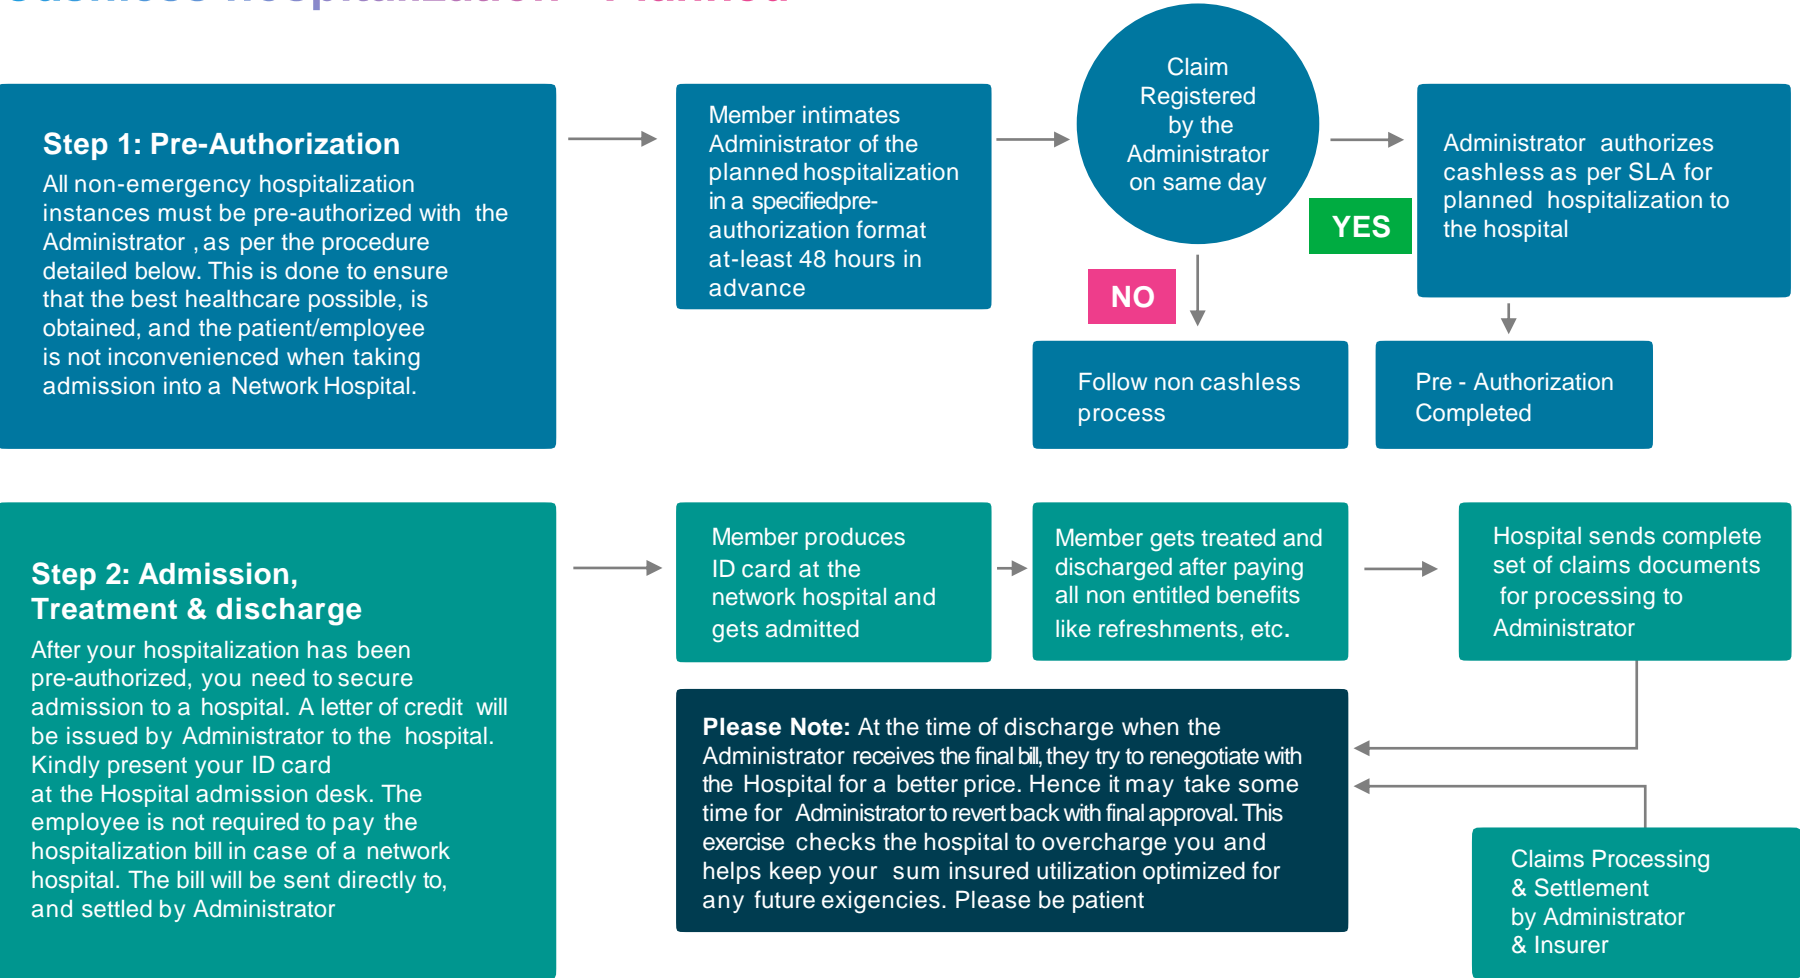 Step 1: Pre-Authorization
All non-emergency hospitalization
instances must be pre-authorized with the
Administrator , as per the procedure
detailed below. This is done to ensure
that the best healthcare possible, is
obtained, and the patient/employee
is not inconvenienced when taking
admission into a Network Hospital.
Member intimates
Administrator of the
planned hospitalization
in a specifiedpre-
authorization format
at-least 48 hours in
advance
Claim
Registered
by the
Administrator
on same day
YES
NO
Administrator authorizes
cashless as per SLA for
planned hospitalization to
the hospital
Follow non cashless
process
Pre - Authorization
Completed
Step 2: Admission,
Treatment & discharge
After your hospitalization has been
pre-authorized, you need to secure
admission to a hospital. A letter of credit will
be issued by Administrator to the hospital.
Kindly present your ID card
at the Hospital admission desk. The
employee is not required to pay the
hospitalization bill in case of a network
hospital. The bill will be sent directly to,
and settled by Administrator
Member produces
ID card at the
network hospital and
gets admitted
Member gets treated and
discharged after paying
all non entitled benefits
like refreshments, etc.
Hospital sends complete
set of claims documents
for processing to
Administrator
Please Note: At the time of discharge when the
Administrator receives the final bill, they try to renegotiate with
the Hospital for a better price. Hence it may take some
time for Administrator to revert back with final approval. This
exercise checks the hospital to overcharge you and
helps keep your sum insured utilization optimized for
any future exigencies. Please be patient
Claims Processing
& Settlement
by Administrator
& Insurer